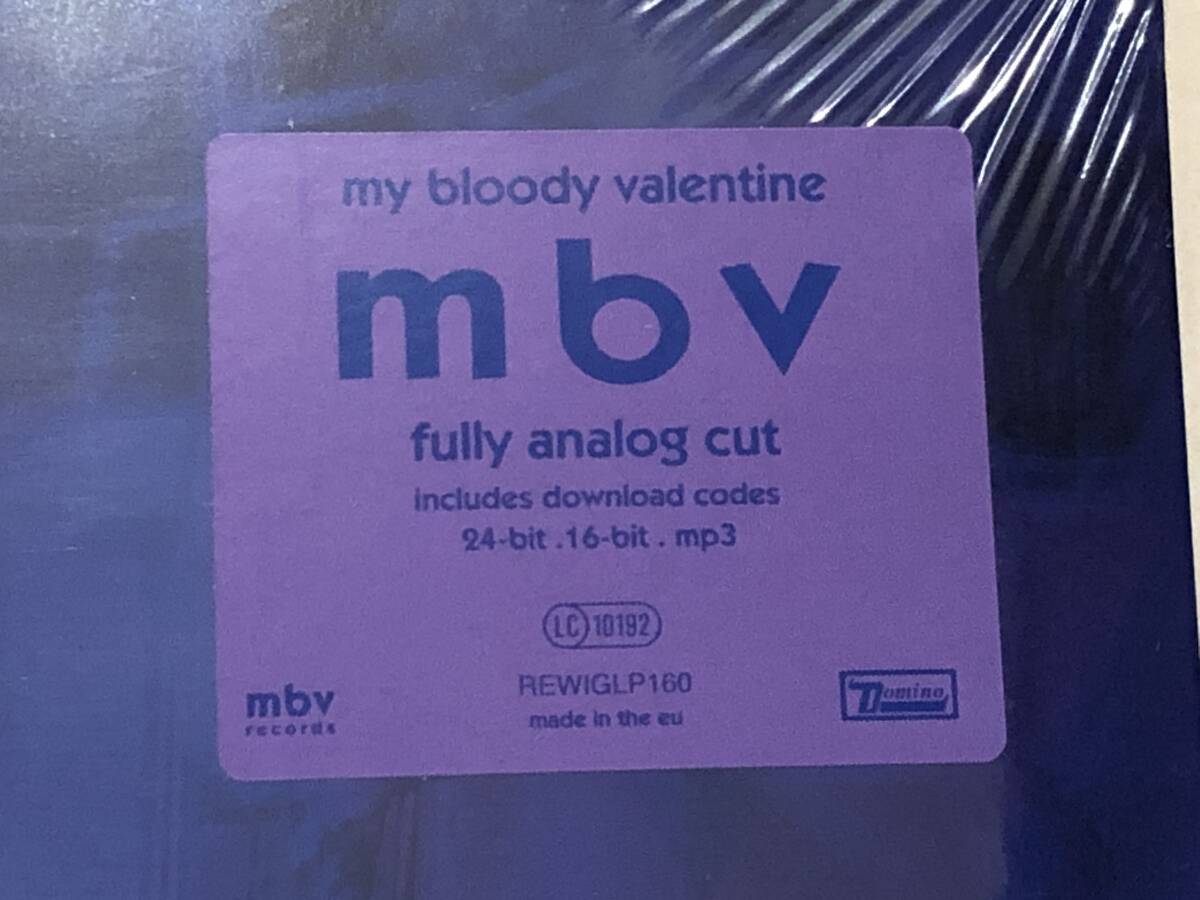 my bloody valentine
mbv
fully analog cut
includes download codes
24-bit .16-bit . mp3
LC 10192
REWIGLP160
made in the eu
mbv
records
Domino